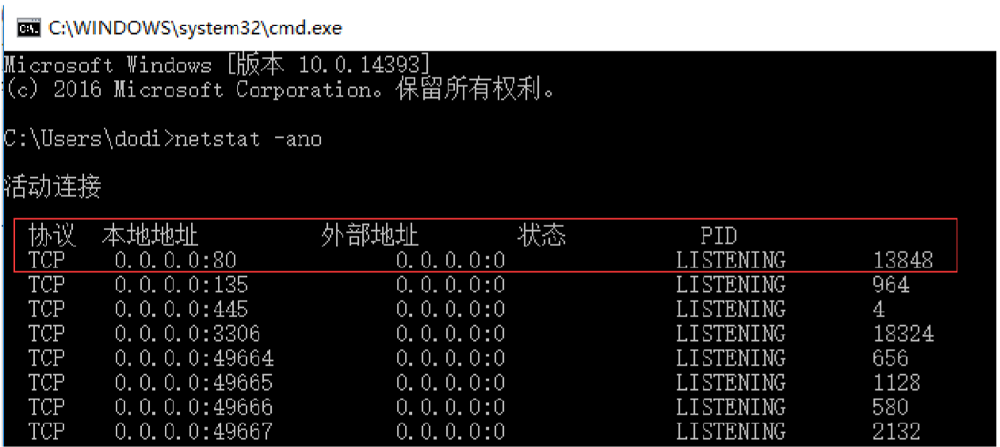 C:\WINDOWS\system32\cmd.exe
Microsoft Windows [版本 10.0.14393]
(c) 2016 Microsoft Corporation。保留所有权利。
C:\Users\dodi>netstat -ano
活动连接
协议 本地地址 外部地址 状态 PID
TCP 0.0.0.0:80 0.0.0.0:0 LISTENING 13848
TCP 0.0.0.0:135 0.0.0.0:0 LISTENING 964
TCP 0.0.0.0:445 0.0.0.0:0 LISTENING 4
TCP 0.0.0.0:3306 0.0.0.0:0 LISTENING 18324
TCP 0.0.0.0:49664 0.0.0.0:0 LISTENING 656
TCP 0.0.0.0:49665 0.0.0.0:0 LISTENING 1128
TCP 0.0.0.0:49666 0.0.0.0:0 LISTENING 580
TCP 0.0.0.0:49667 0.0.0.0:0 LISTENING 2132